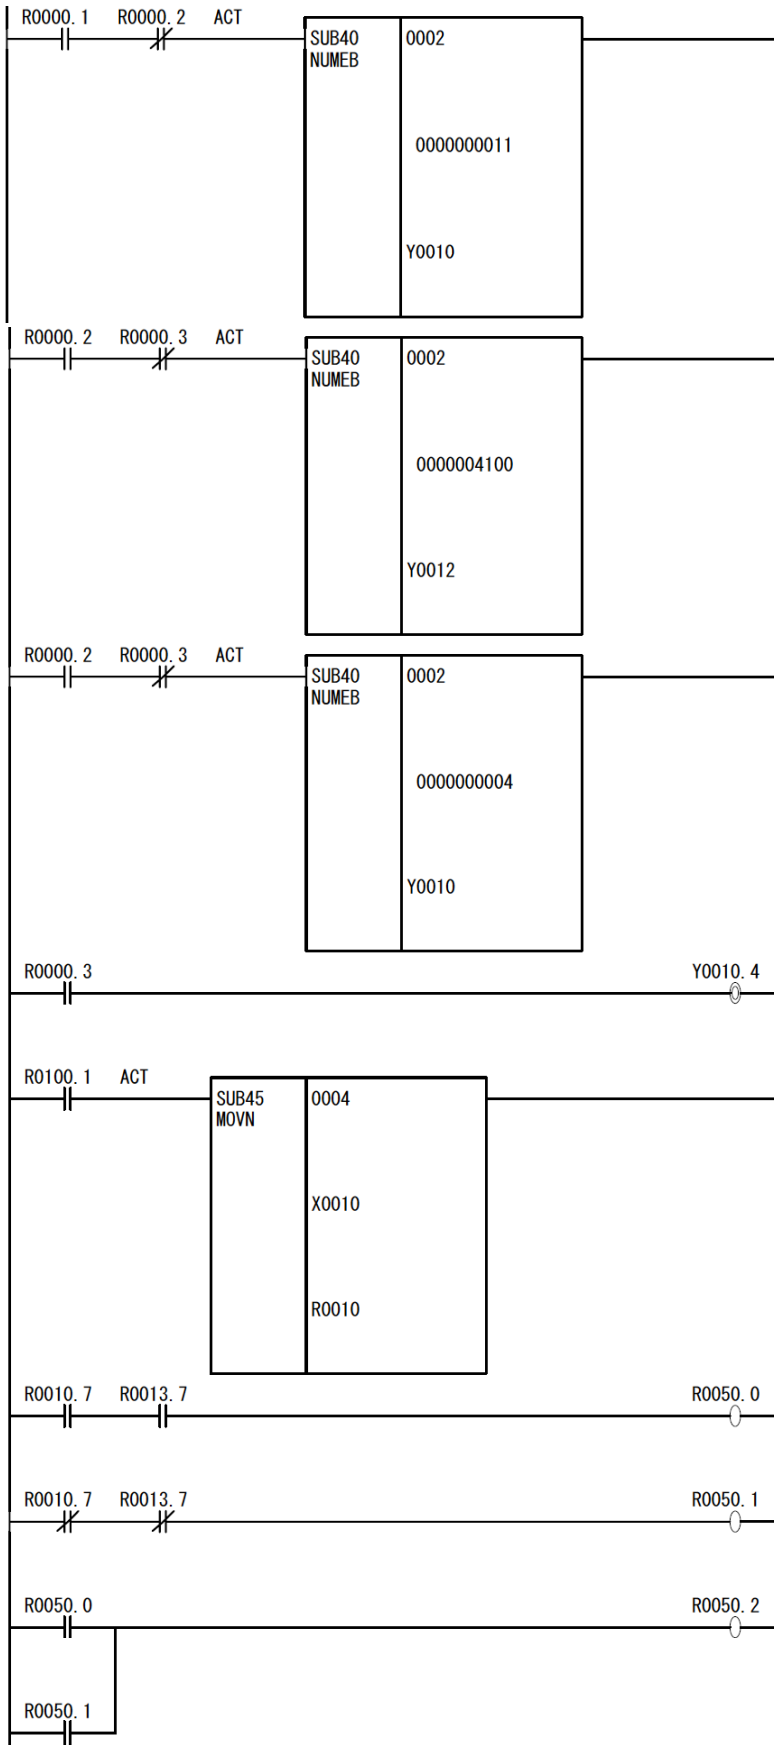 R0000.1 R0000.2 ACT
SUB40 0002
NUMEB
0000000011
Y0010
R0000.2 R0000.3 ACT
SUB40 0002
NUMEB
0000004100
Y0012
R0000.2 R0000.3 ACT
SUB40 0002
NUMEB
0000000004
Y0010
R0000.3 Y0010.4
R0100.1 ACT
SUB45 0004
MOVN
X0010
R0010
R0010.7 R0013.7 R0050.0
R0010.7 R0013.7 R0050.1
R0050.0 R0050.2
R0050.1